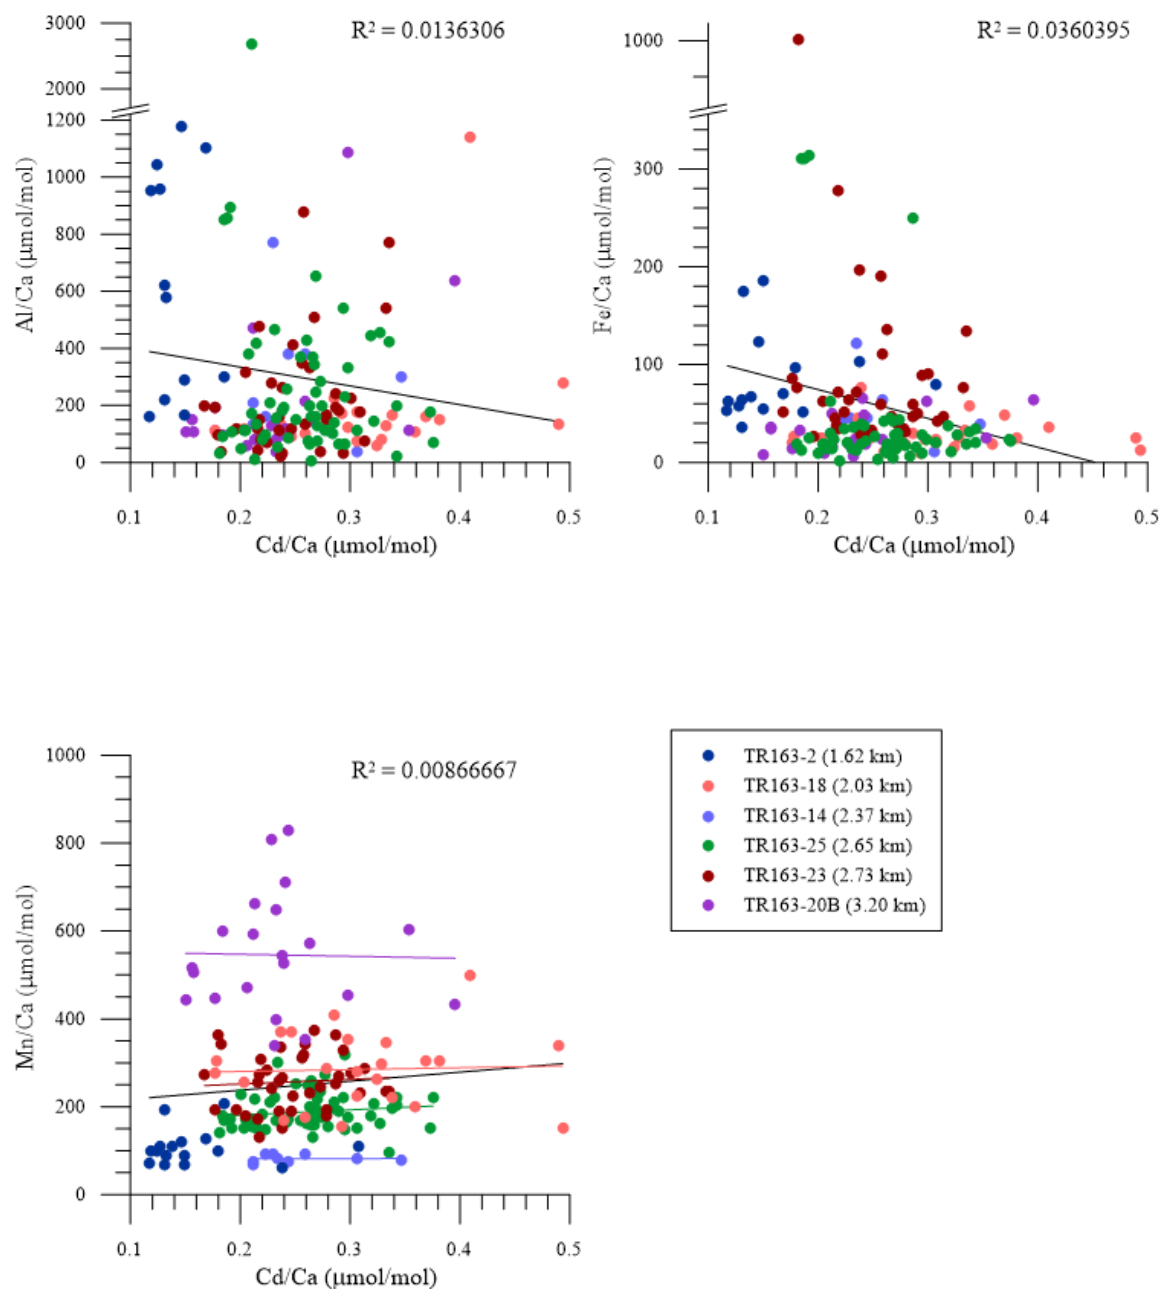 R² = 0.0136306
3000
2000
1200
1000
800
600
400
200
0
Al/Ca (μmol/mol)
0.1 0.2 0.3 0.4 0.5
Cd/Ca (μmol/mol)
R² = 0.0360395
1000
300
200
100
0
Fe/Ca (μmol/mol)
0.1 0.2 0.3 0.4 0.5
Cd/Ca (μmol/mol)
R² = 0.00866667
1000
800
600
400
200
0
Mn/Ca (μmol/mol)
0.1 0.2 0.3 0.4 0.5
Cd/Ca (μmol/mol)
TR163-2 (1.62 km)
TR163-18 (2.03 km)
TR163-14 (2.37 km)
TR163-25 (2.65 km)
TR163-23 (2.73 km)
TR163-20B (3.20 km)